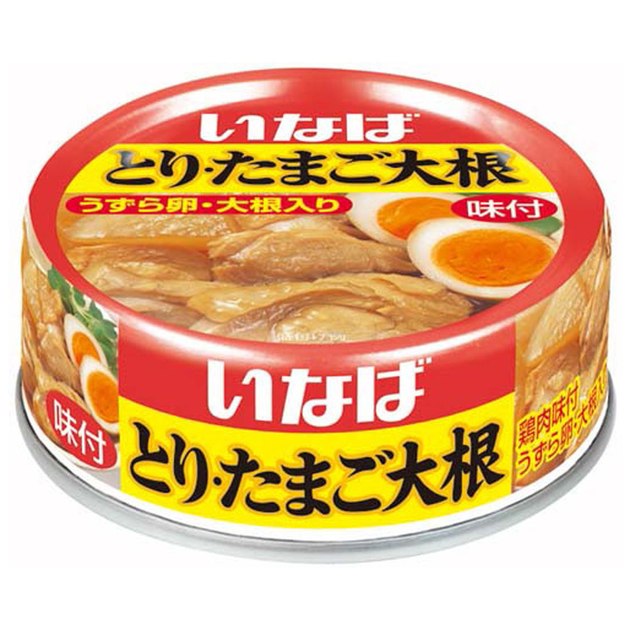 いなば
とり・たまご大根
うずら卵・大根入り
味付
いなば
とり・たまご大根
味付
鶏肉味付
うずら卵・大根入り